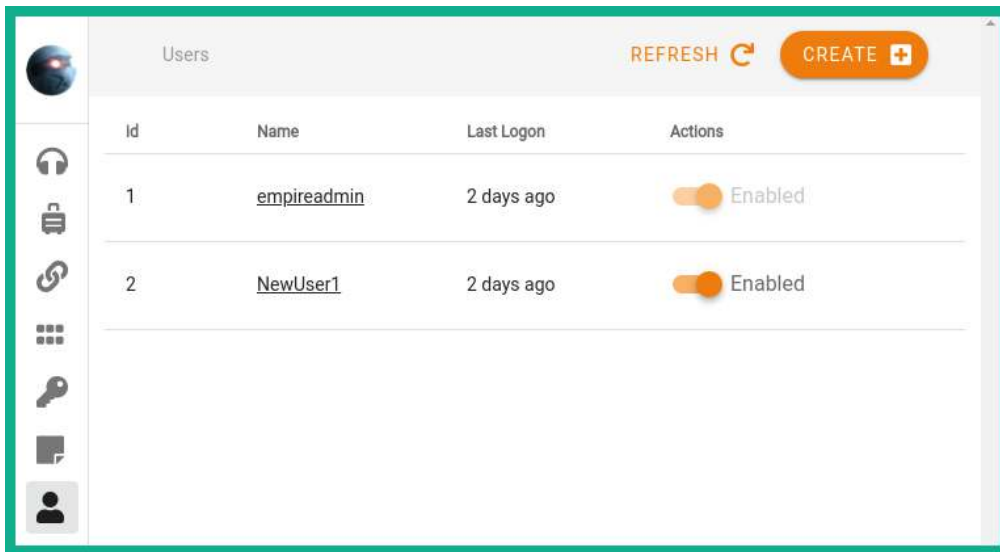 Users REFRESH CREATE
Id Name Last Logon Actions
1 empireadmin 2 days ago Enabled
2 NewUser1 2 days ago Enabled